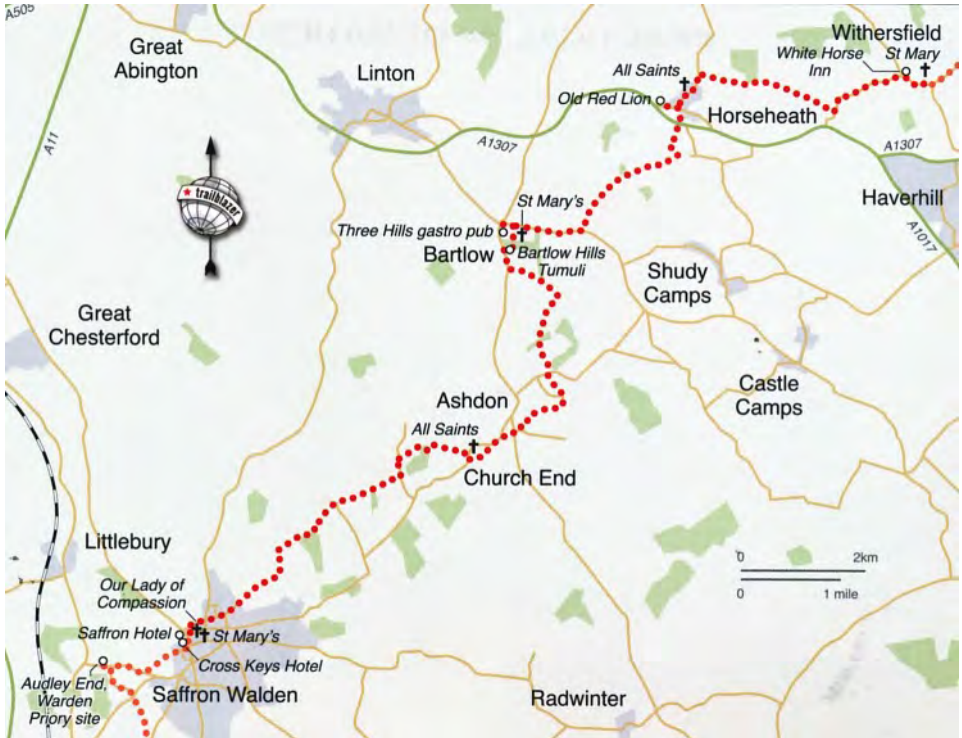 A505
Great
Abington
Linton
Withersfield
White Horse
Inn
St Mary
All Saints
Old Red Lion
Horseheath
A11
A1307
A1307
Haverhill
A1017
trailblazer
St Mary's
Three Hills gastro pub
Bartlow
Bartlow Hills
Tumuli
Shudy
Camps
Great
Chesterford
Castle
Camps
Ashdon
All Saints
Church End
Littlebury
0
2km
0
1 mile
Our Lady of
Compassion
Saffron Hotel
St Mary's
Cross Keys Hotel
Audley End,
Warden
Priory site
Saffron Walden
Radwinter